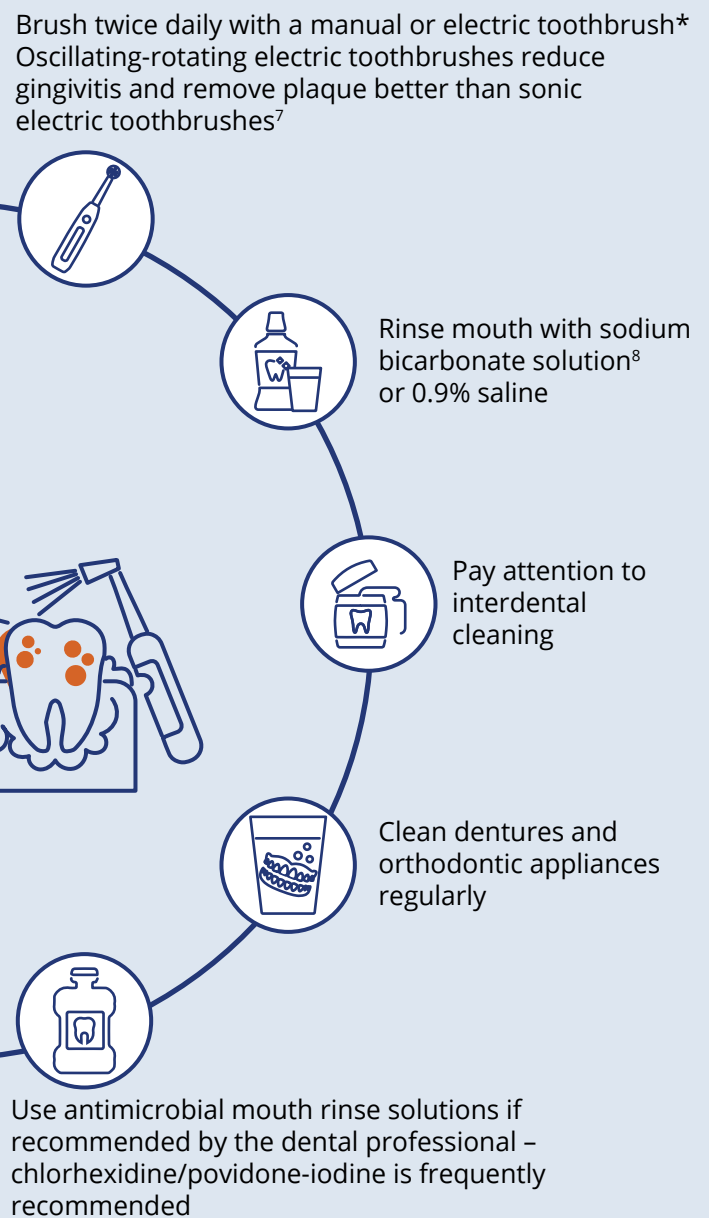 Brush twice daily with a manual or electric toothbrush*
Oscillating-rotating electric toothbrushes reduce
gingivitis and remove plaque better than sonic
electric toothbrushes⁷
Rinse mouth with sodium
bicarbonate solution⁸
or 0.9% saline
Pay attention to
interdental
cleaning
Clean dentures and
orthodontic appliances
regularly
Use antimicrobial mouth rinse solutions if
recommended by the dental professional –
chlorhexidine/povidone-iodine is frequently
recommended